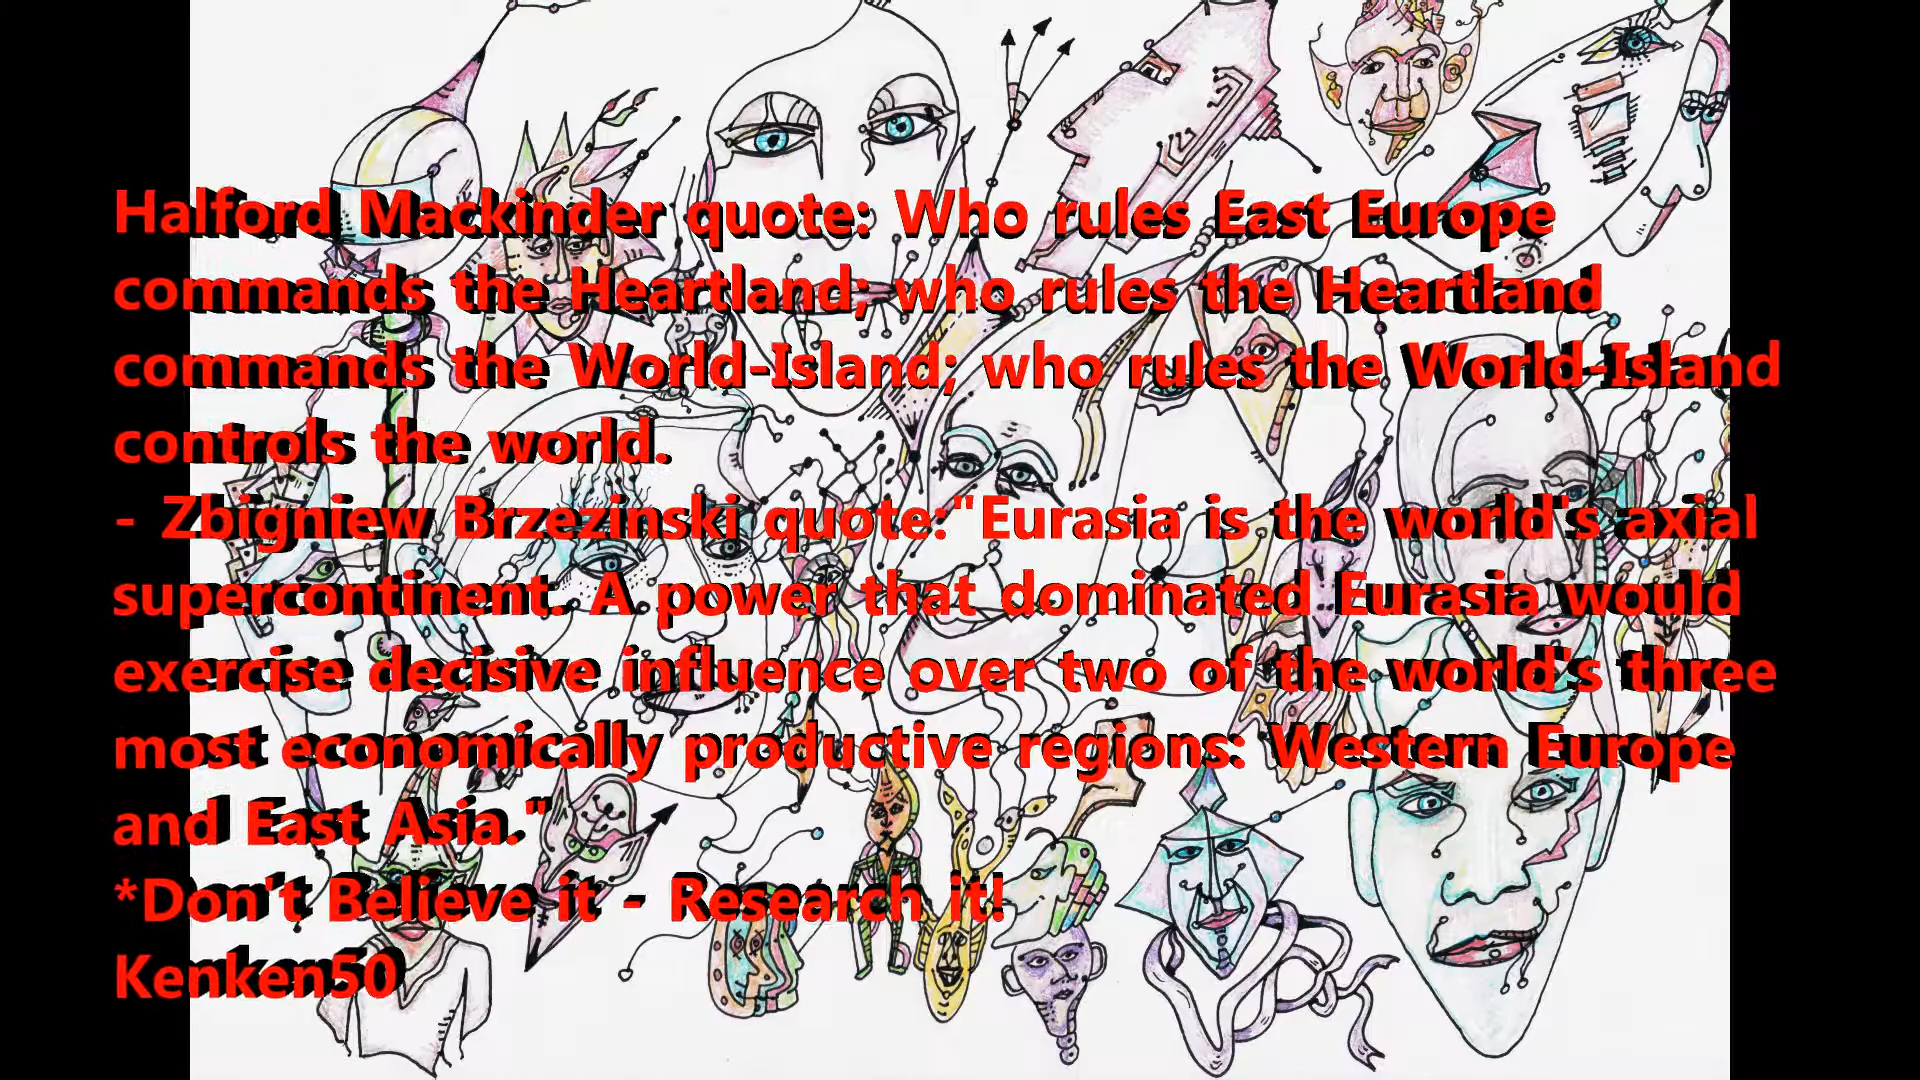 Halford Mackinder quote: Who rules East Europe
commands the Heartland; who rules the Heartland
commands the World-Island; who rules the World-Island
controls the world.
- Zbigniew Brzezinski quote:"Eurasia is the world's axial
supercontinent. A power that dominated Eurasia would
exercise decisive influence over two of the world's three
most economically productive regions: Western Europe
and East Asia."
*Don't Believe it - Research it!
Kenken50